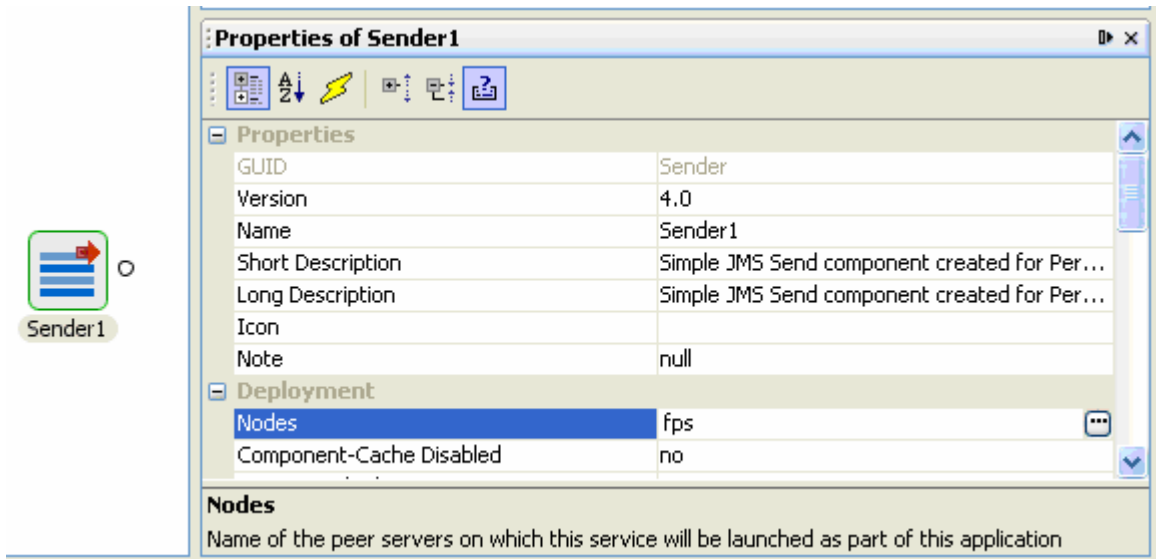 Properties of Sender1
Properties
GUID Sender
Version 4.0
Name Sender1
Short Description Simple JMS Send component created for Per...
Long Description Simple JMS Send component created for Per...
Icon
Note null
Deployment
Nodes fps
Component-Cache Disabled no
Sender1
Nodes
Name of the peer servers on which this service will be launched as part of this application